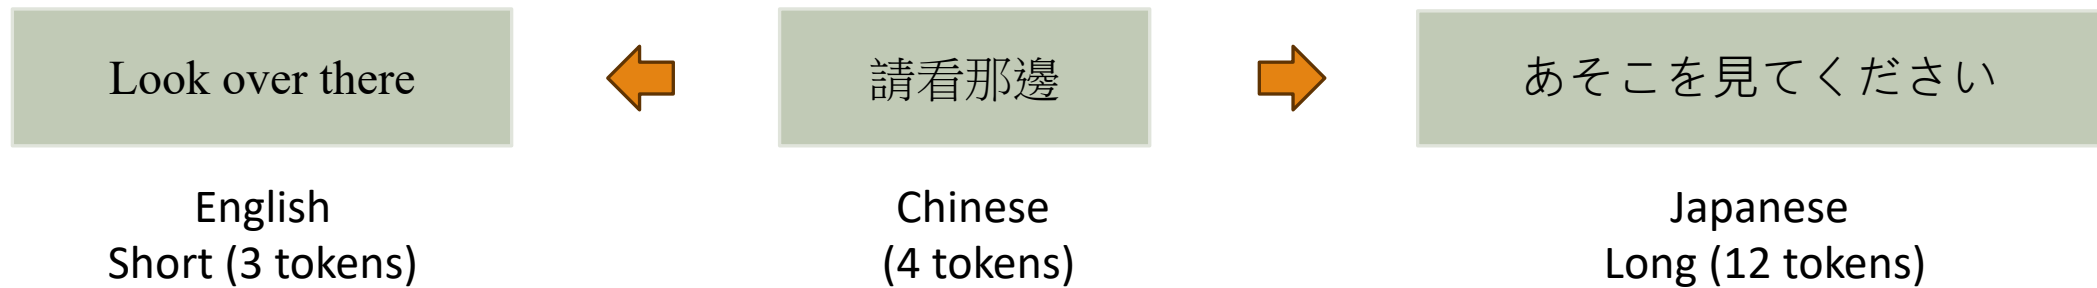 Look over there
請看那邊
あそこを見てください
English
Short (3 tokens)
Chinese
(4 tokens)
Japanese
Long (12 tokens)